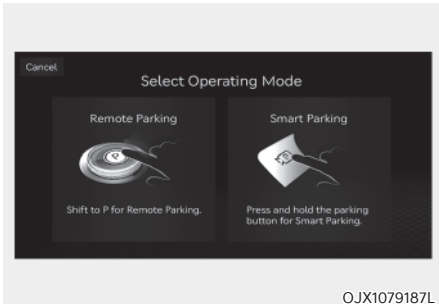 Cancel
Select Operating Mode
Remote Parking
P
Shift to P for Remote Parking.
Smart Parking
P
Press and hold the parking
button for Smart Parking.
OJX1079187L